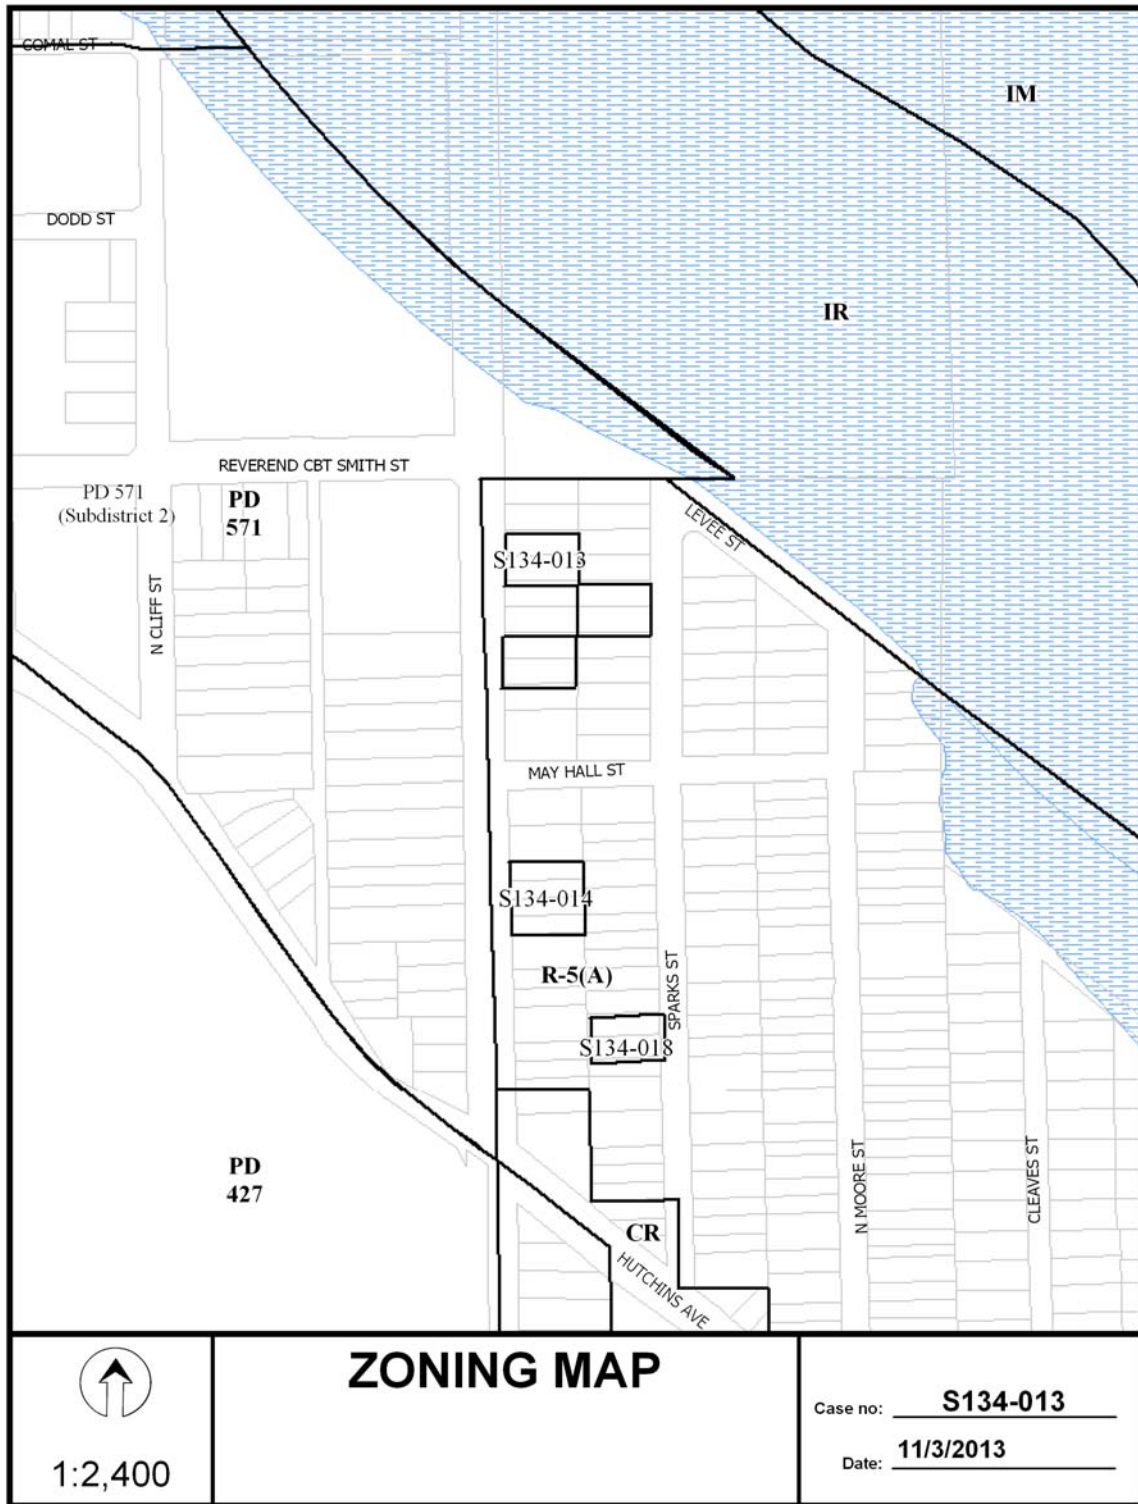 COMAL ST
IM
DODD ST
IR
REVEREND CBT SMITH ST
PD 571
(Subdistrict 2)
PD
571
LEVEE ST
S134-013
N CLIFF ST
MAY HALL ST
S134-014
R-5(A)
SPARKS ST
S134-018
PD
427
N MOORE ST
CLEAVES ST
CR
HUTCHINS AVE
ZONING MAP
1:2,400
Case no: S134-013
Date: 11/3/2013